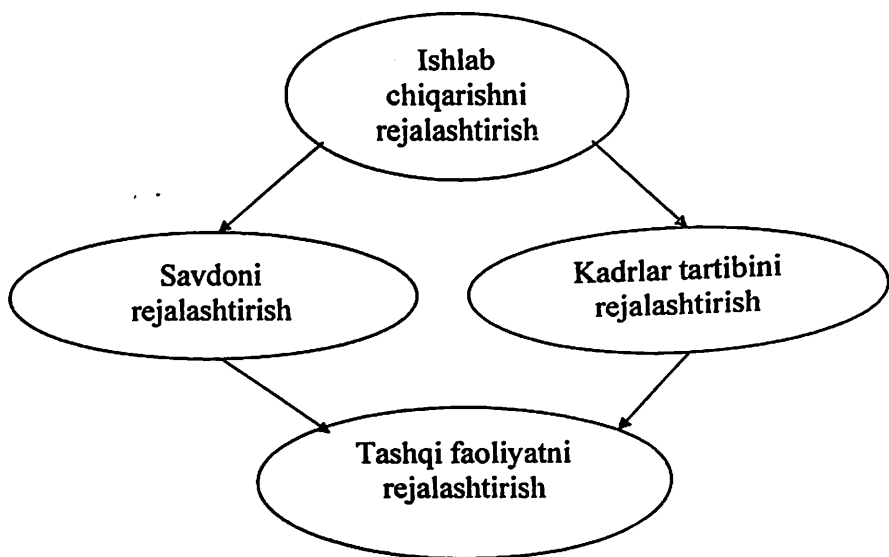 Ishlab
chiqarishni
rejalashtirish
Savdoni
rejalashtirish
Kadrlar tartibini
rejalashtirish
Tashqi faoliyatni
rejalashtirish